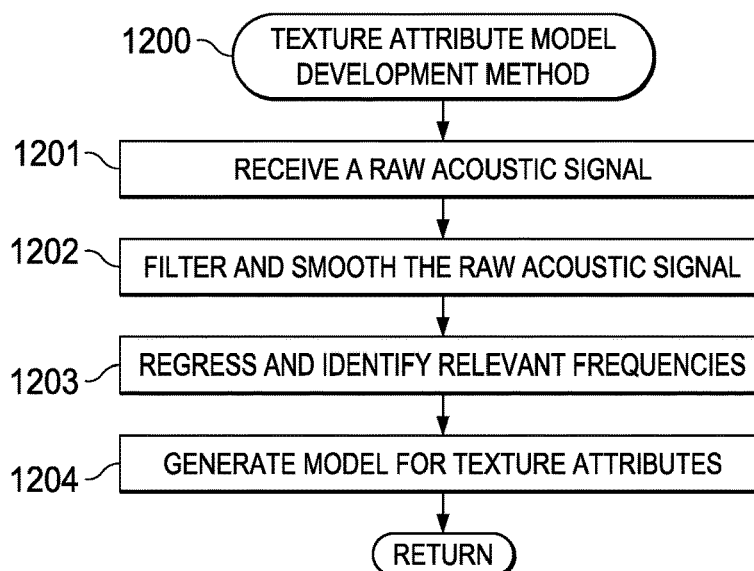 1200
TEXTURE ATTRIBUTE MODEL
DEVELOPMENT METHOD
1201
RECEIVE A RAW ACOUSTIC SIGNAL
1202
FILTER AND SMOOTH THE RAW ACOUSTIC SIGNAL
1203
REGRESS AND IDENTIFY RELEVANT FREQUENCIES
1204
GENERATE MODEL FOR TEXTURE ATTRIBUTES
RETURN